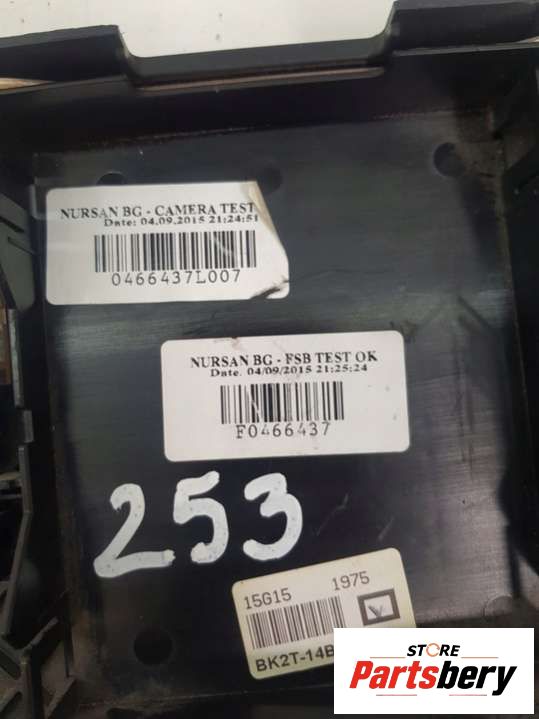 NURSAN BG - CAMERA TEST
Date: 04.09.2015 21:24:51
0466437L007
NURSAN BG - FSB TEST OK
Date. 04/09/2015 21:25:24
F0466437
253
15G15 1975
V
BK2T-14B
STORE
Partsbery